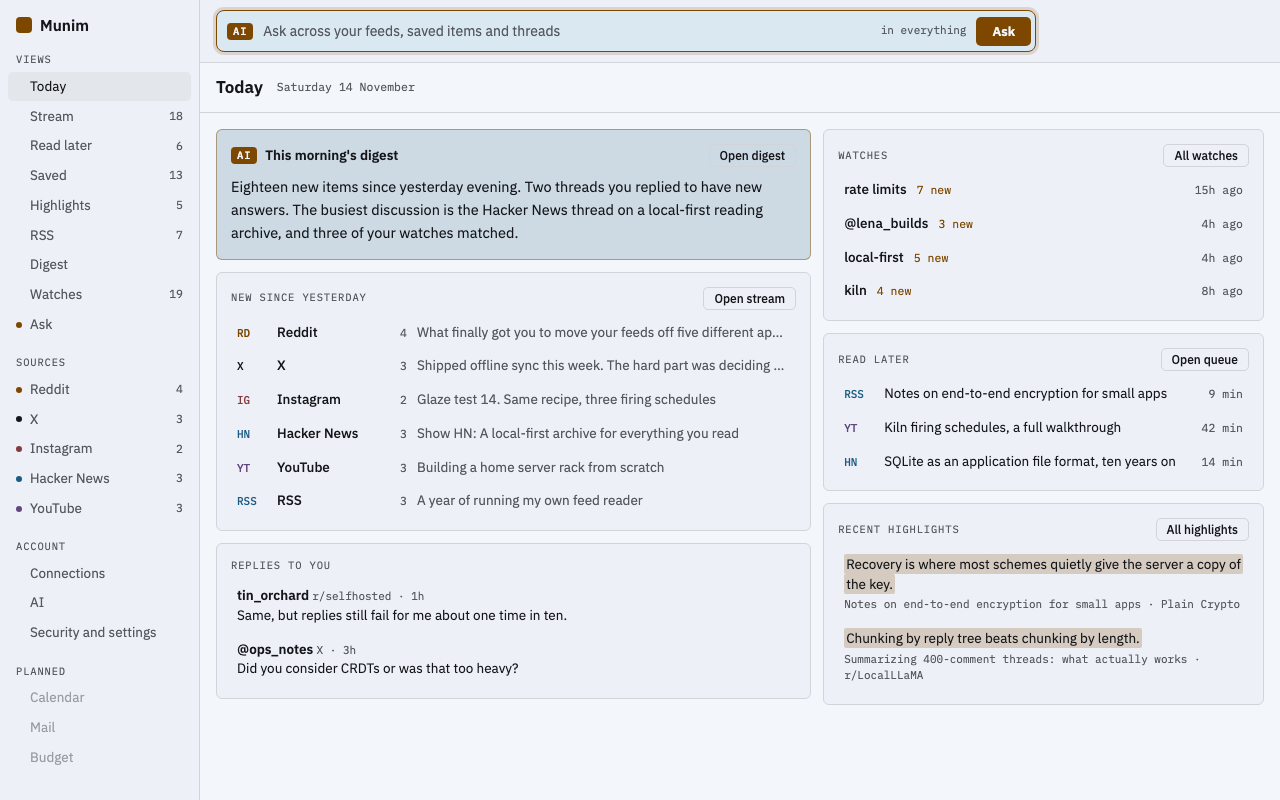 Munim
VIEWS
Today
Stream 18
Read later 6
Saved 13
Highlights 5
RSS 7
Digest
Watches 19
Ask
SOURCES
Reddit 4
X 3
Instagram 2
Hacker News 3
YouTube 3
ACCOUNT
Connections
AI
Security and settings
PLANNED
Calendar
Mail
Budget
AI Ask across your feeds, saved items and threads in everything Ask
Today Saturday 14 November
AI This morning's digest Open digest
Eighteen new items since yesterday evening. Two threads you replied to have new
answers. The busiest discussion is the Hacker News thread on a local-first reading
archive, and three of your watches matched.
NEW SINCE YESTERDAY Open stream
RD Reddit 4 What finally got you to move your feeds off five different ap…
X X 3 Shipped offline sync this week. The hard part was deciding …
IG Instagram 2 Glaze test 14. Same recipe, three firing schedules
HN Hacker News 3 Show HN: A local-first archive for everything you read
YT YouTube 3 Building a home server rack from scratch
RSS RSS 3 A year of running my own feed reader
REPLIES TO YOU
tin_orchard r/selfhosted · 1h
Same, but replies still fail for me about one time in ten.
@ops_notes X · 3h
Did you consider CRDTs or was that too heavy?
WATCHES All watches
rate limits 7 new 15h ago
@lena_builds 3 new 4h ago
local-first 5 new 4h ago
kiln 4 new 8h ago
READ LATER Open queue
RSS Notes on end-to-end encryption for small apps 9 min
YT Kiln firing schedules, a full walkthrough 42 min
HN SQLite as an application file format, ten years on 14 min
RECENT HIGHLIGHTS All highlights
Recovery is where most schemes quietly give the server a copy of
the key.
Notes on end-to-end encryption for small apps · Plain Crypto
Chunking by reply tree beats chunking by length.
Summarizing 400-comment threads: what actually works ·
r/LocalLLaMA